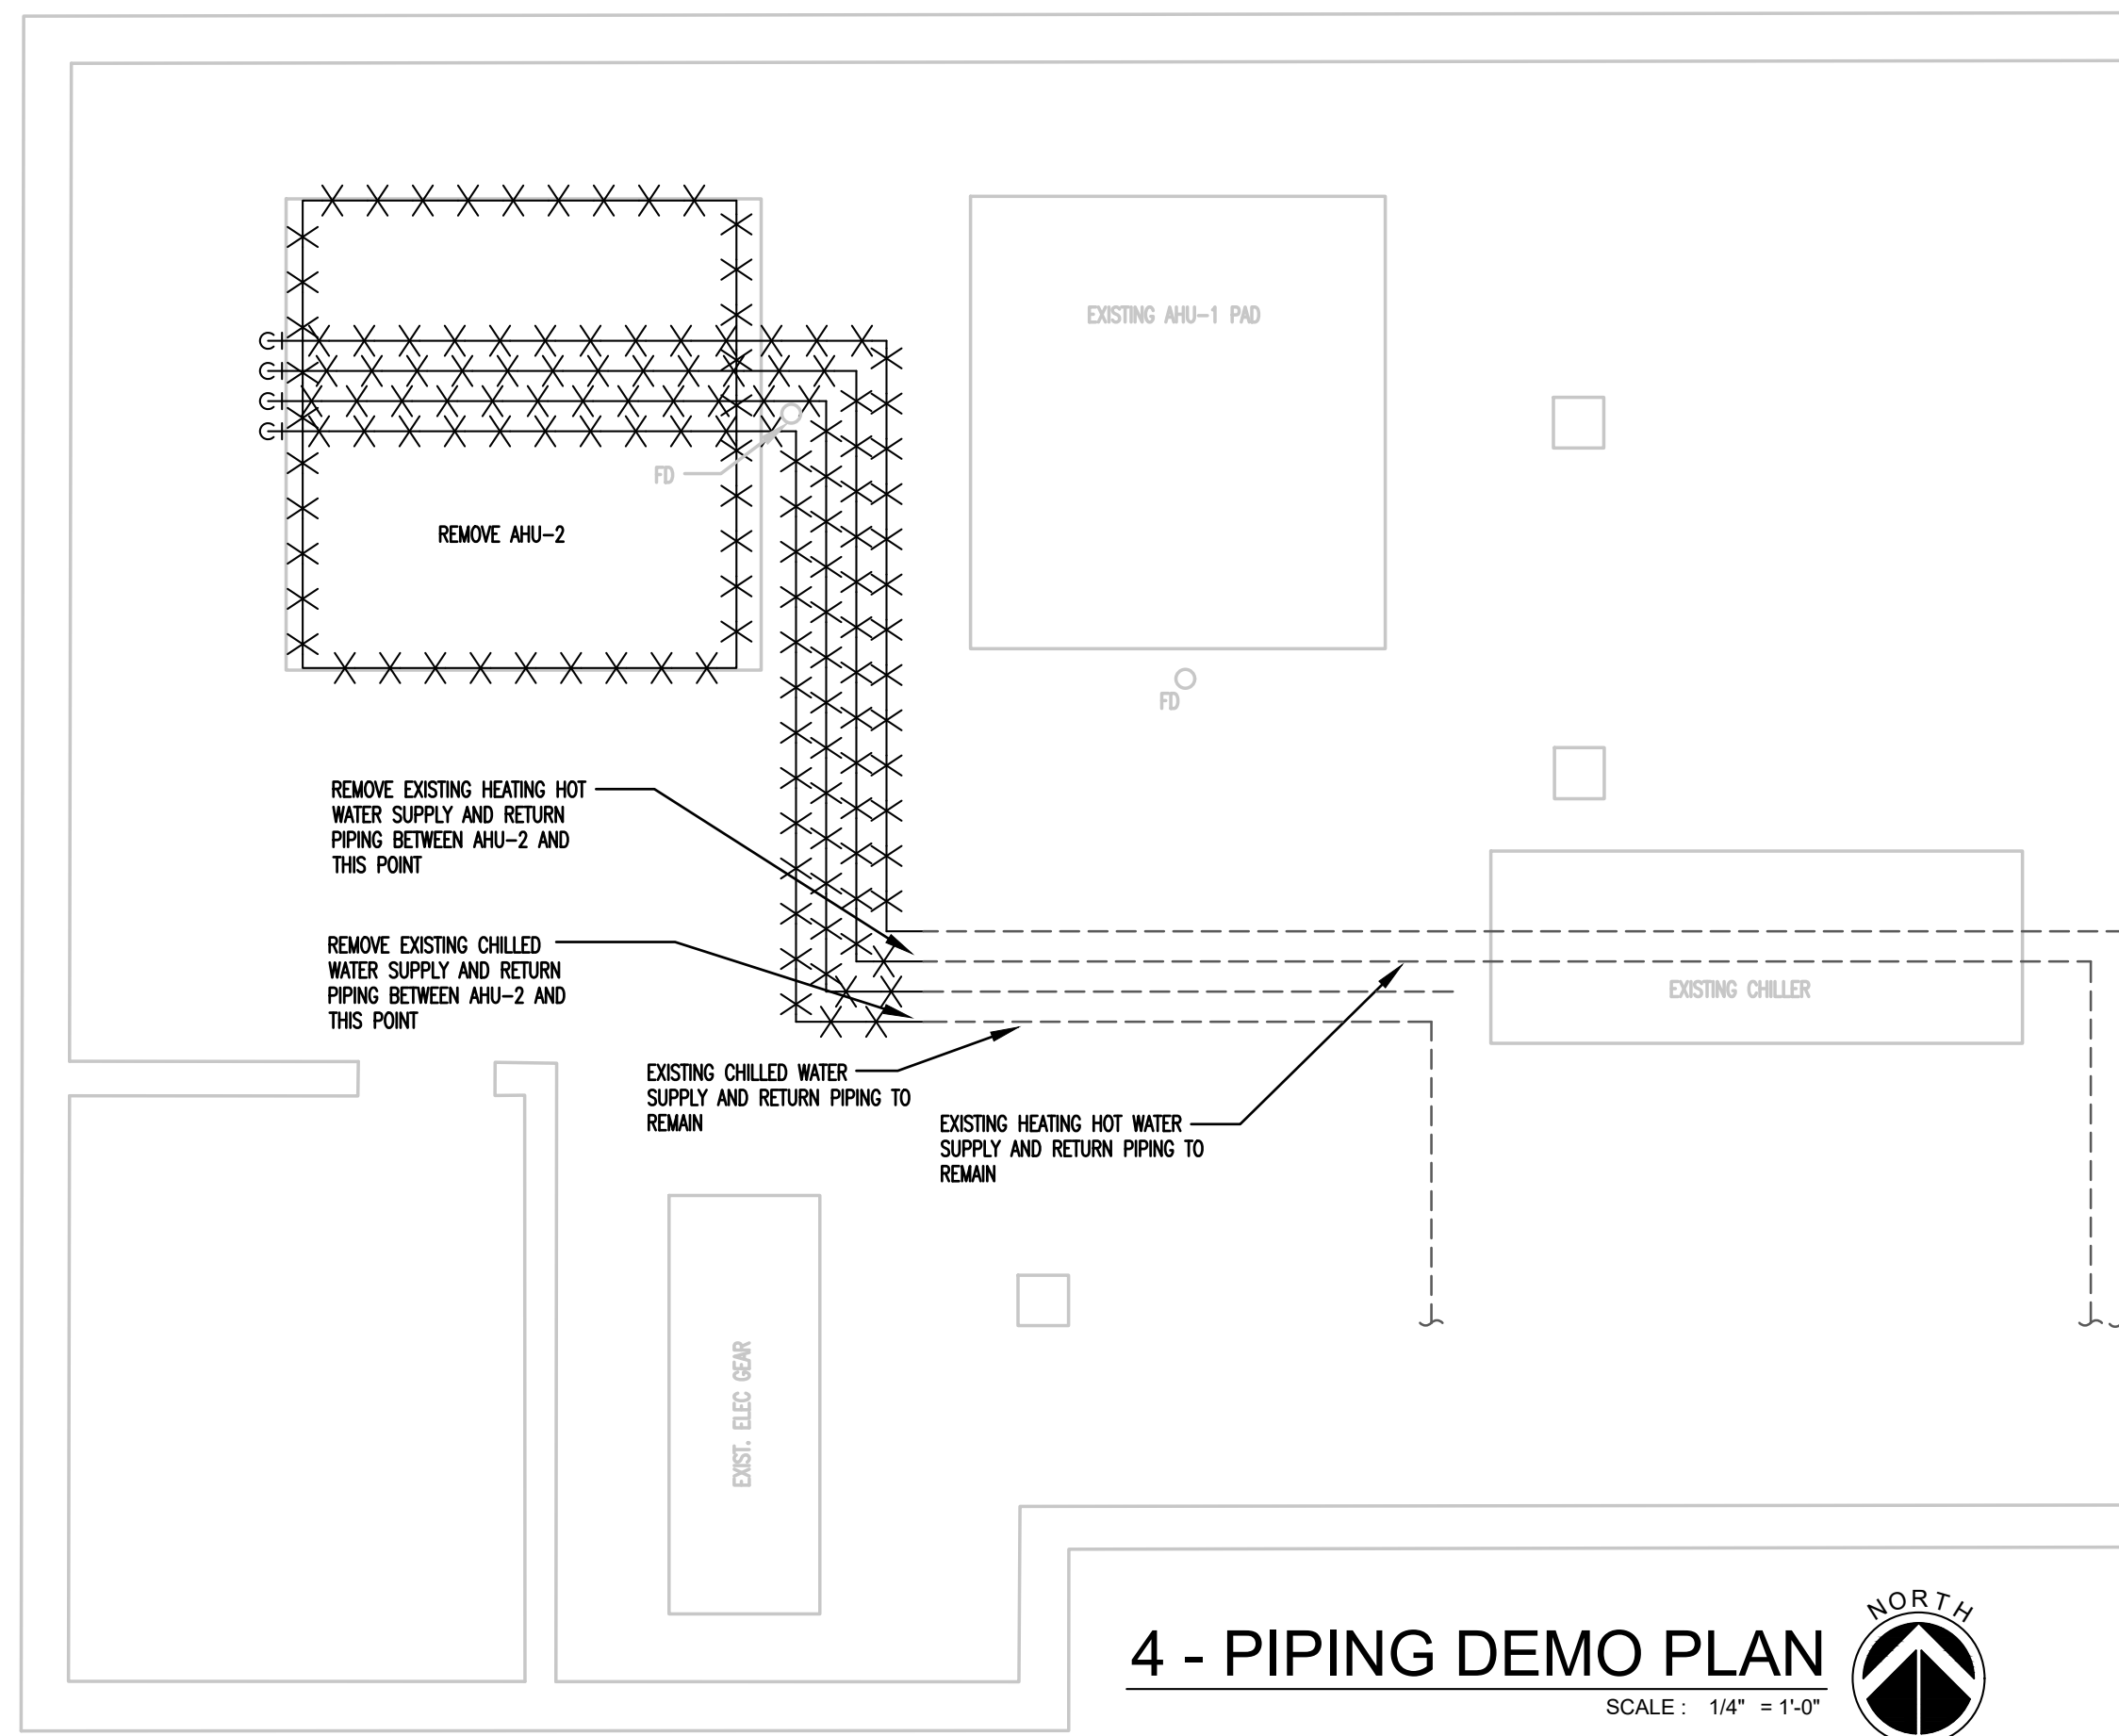 EXISTING AHU-1 PAD
FD
REMOVE AHU-2
FD
REMOVE EXISTING HEATING HOT
WATER SUPPLY AND RETURN
PIPING BETWEEN AHU-2 AND
THIS POINT
REMOVE EXISTING CHILLED
WATER SUPPLY AND RETURN
PIPING BETWEEN AHU-2 AND
THIS POINT
EXISTING CHILLER
EXISTING CHILLED WATER
SUPPLY AND RETURN PIPING TO
REMAIN
EXISTING HEATING HOT WATER
SUPPLY AND RETURN PIPING TO
REMAIN
EXIST. ELEC GEAR
4 - PIPING DEMO PLAN
SCALE : 1/4" = 1'-0"
NORTH